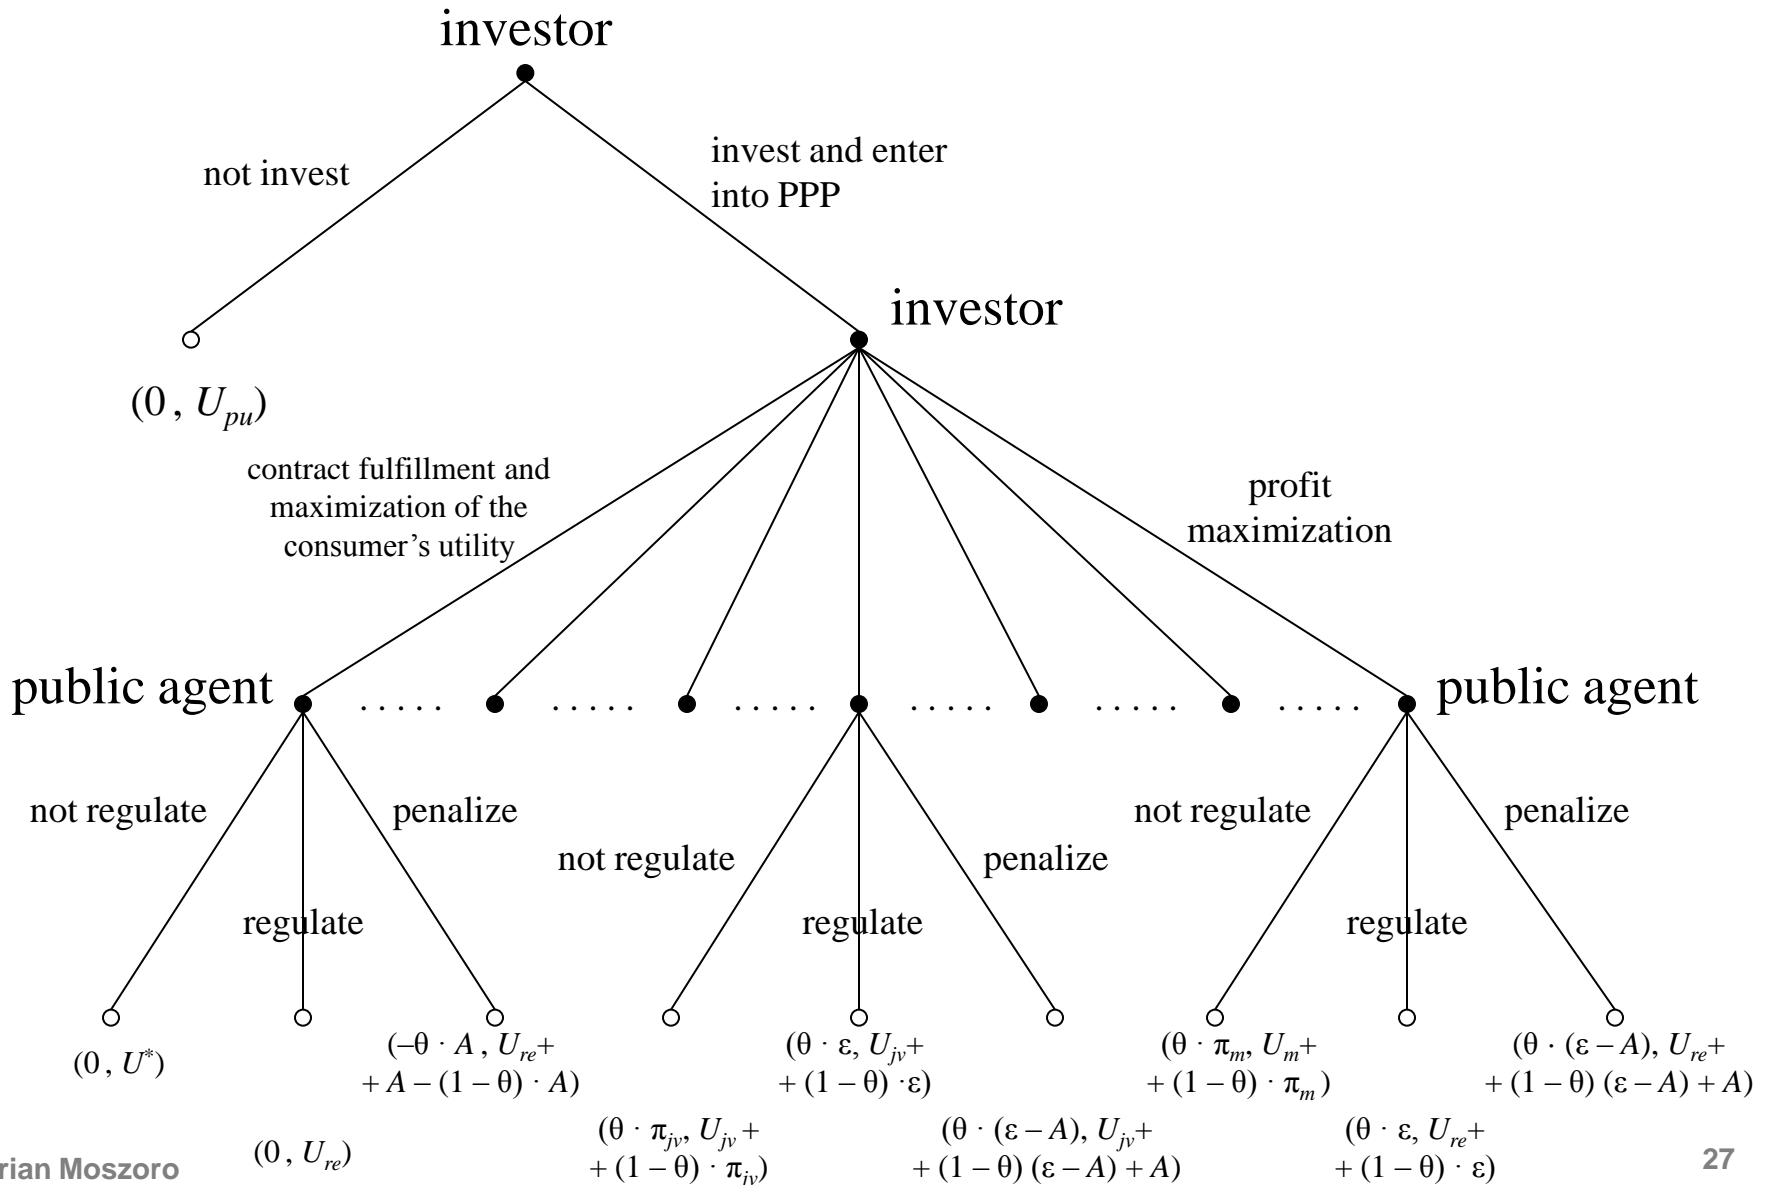 investor
not invest
invest and enter
into PPP
investor
(0 , U_pu)
contract fulfillment and
maximization of the
consumer’s utility
profit
maximization
public agent
. . . . .
. . . . .
. . . . .
. . . . .
. . . . .
. . . . .
public agent
not regulate
penalize
not regulate
penalize
not regulate
penalize
regulate
regulate
regulate
(0 , U*)
(–θ · A , U_re+
+ A – (1 – θ) · A)
(θ · ε, U_jv+
+ (1 – θ) ·ε)
(θ · π_m, U_m+
+ (1 – θ) · π_m)
(θ · (ε – A), U_re+
+ (1 – θ) (ε – A) + A)
(0 , U_re)
(θ · π_jv, U_jv +
+ (1 – θ) · π_jv)
(θ · (ε – A), U_jv+
+ (1 – θ) (ε – A) + A)
(θ · ε, U_re+
+ (1 – θ) · ε)
rian Moszoro
27